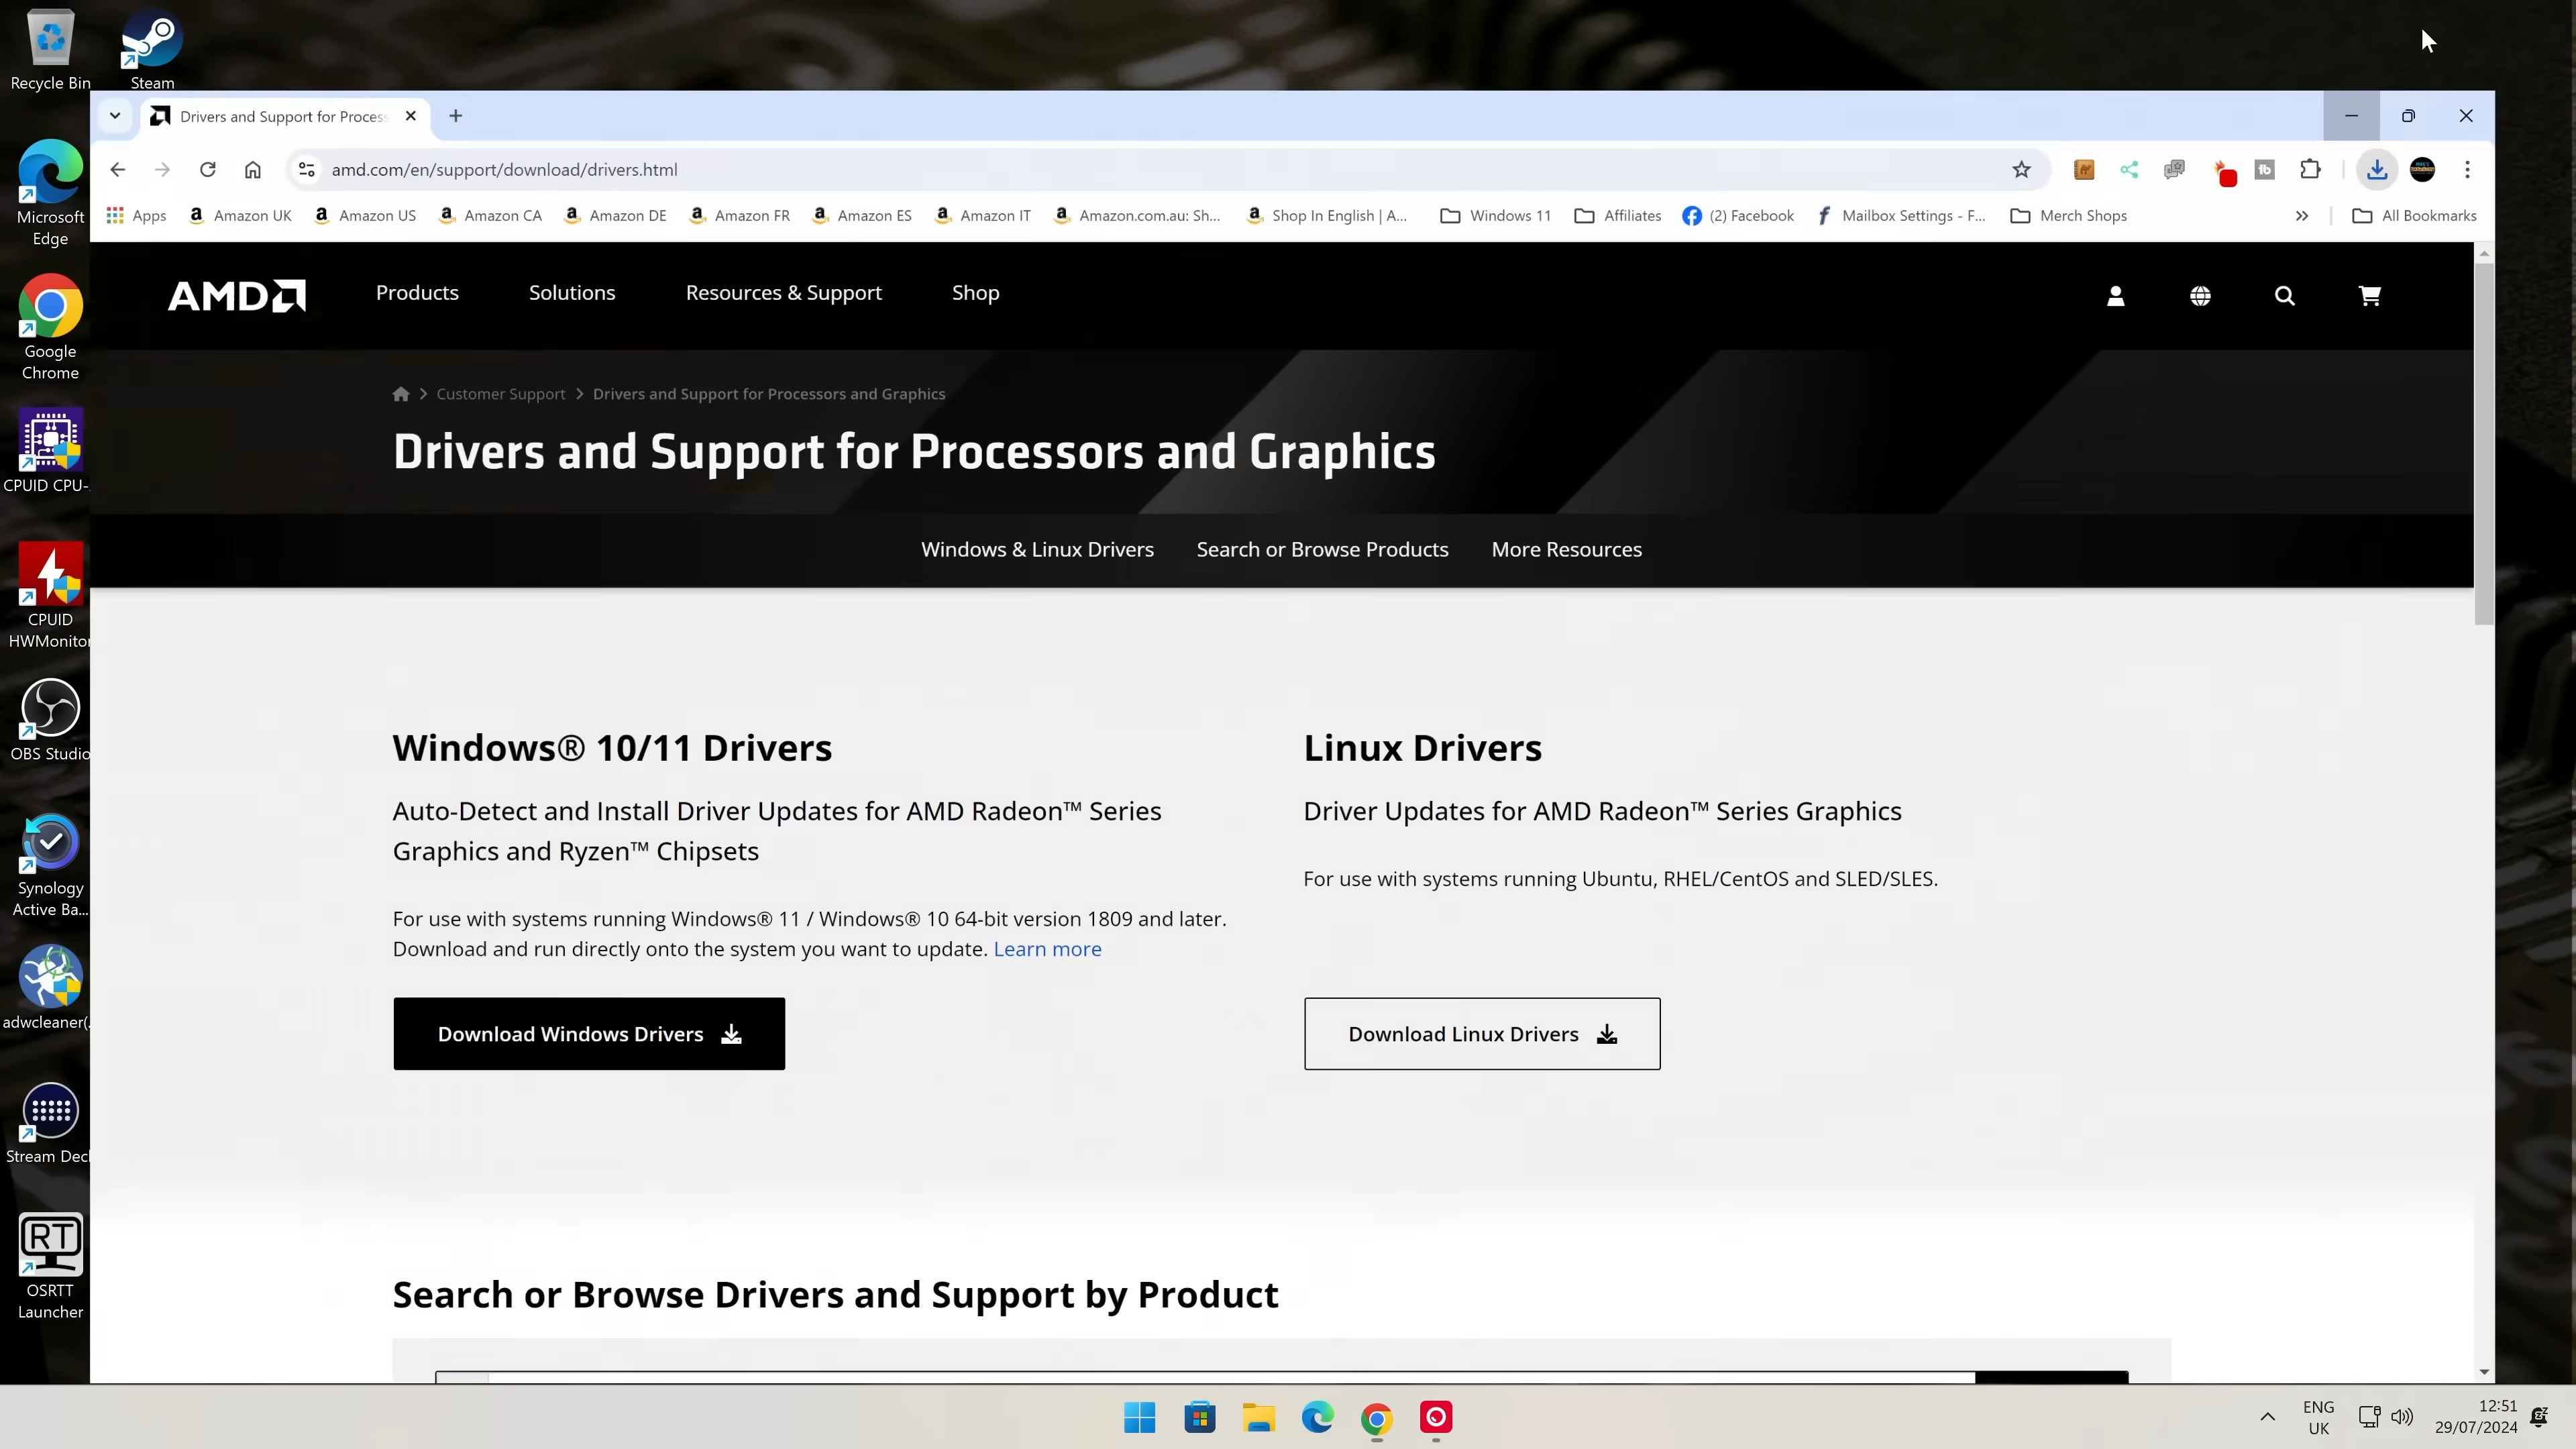 Recycle Bin
Steam
Microsoft
Edge
Google
Chrome
CPUID CPU-
CPUID
HWMonitor
OBS Studio
Synology
Active Ba...
adwcleaner(
Stream Deck
RT
OSRTT
Launcher
Drivers and Support for Process
amd.com/en/support/download/drivers.html
tb
Apps
Amazon UK
Amazon US
Amazon CA
Amazon DE
Amazon FR
Amazon ES
Amazon IT
Amazon.com.au: Sh...
Shop In English | A...
Windows 11
Affiliates
(2) Facebook
Mailbox Settings - F...
Merch Shops
All Bookmarks
AMD
Products
Solutions
Resources & Support
Shop
Customer Support
Drivers and Support for Processors and Graphics
Drivers and Support for Processors and Graphics
Windows & Linux Drivers
Search or Browse Products
More Resources
Windows® 10/11 Drivers
Auto-Detect and Install Driver Updates for AMD Radeon™ Series
Graphics and Ryzen™ Chipsets
For use with systems running Windows® 11 / Windows® 10 64-bit version 1809 and later.
Download and run directly onto the system you want to update. Learn more
Download Windows Drivers
Linux Drivers
Driver Updates for AMD Radeon™ Series Graphics
For use with systems running Ubuntu, RHEL/CentOS and SLED/SLES.
Download Linux Drivers
Search or Browse Drivers and Support by Product
ENG
UK
12:51
29/07/2024